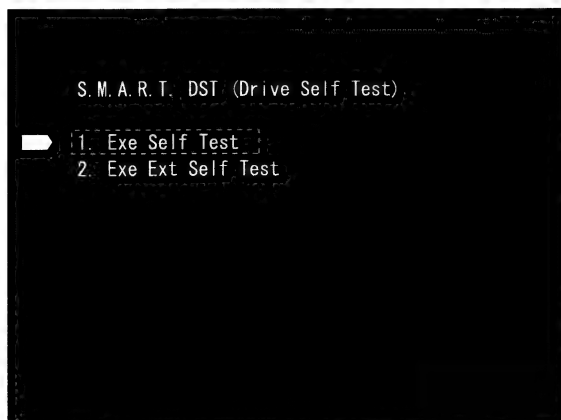 S.M.A.R.T. DST (Drive Self Test)
1. Exe Self Test
2. Exe Ext Self Test